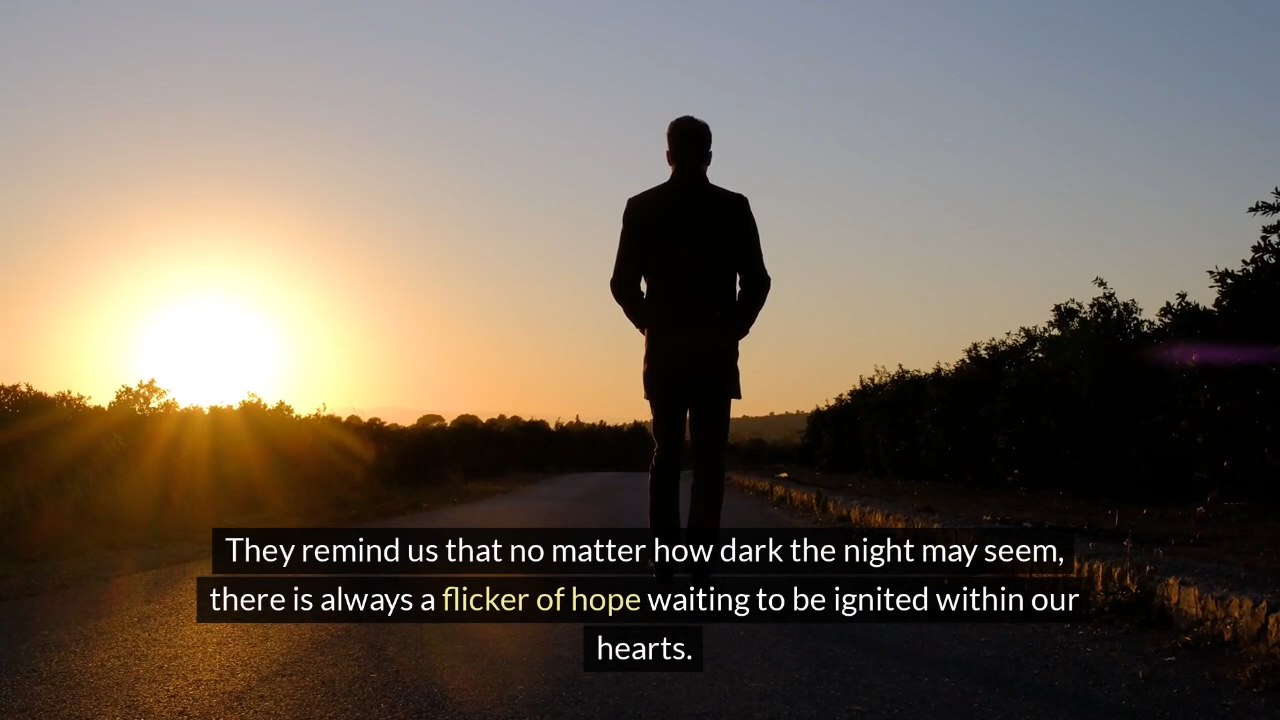 They remind us that no matter how dark the night may seem,
there is always a flicker of hope waiting to be ignited within our
hearts.